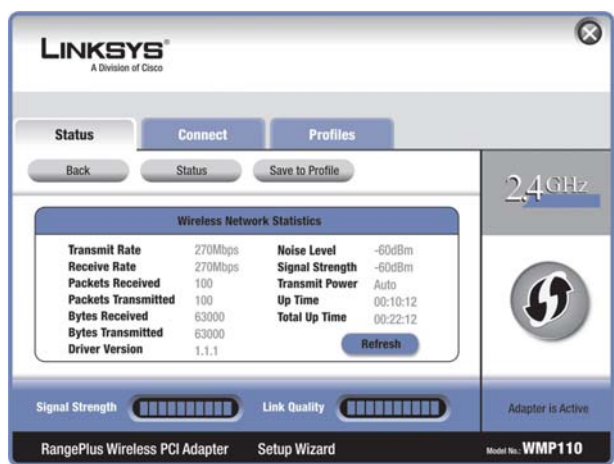 LINKSYS®
A Division of Cisco
Status Connect Profiles
Back Status Save to Profile
2,4GHz
Wireless Network Statistics
Transmit Rate 270Mbps Noise Level -60dBm
Receive Rate 270Mbps Signal Strength -60dBm
Packets Received 100 Transmit Power Auto
Packets Transmitted 100 Up Time 00:10:12
Bytes Received 63000 Total Up Time 00:22:12
Bytes Transmitted 63000
Driver Version 1.1.1
Refresh
Signal Strength Link Quality Adapter is Active
RangePlus Wireless PCI Adapter Setup Wizard Model No.: WMP110